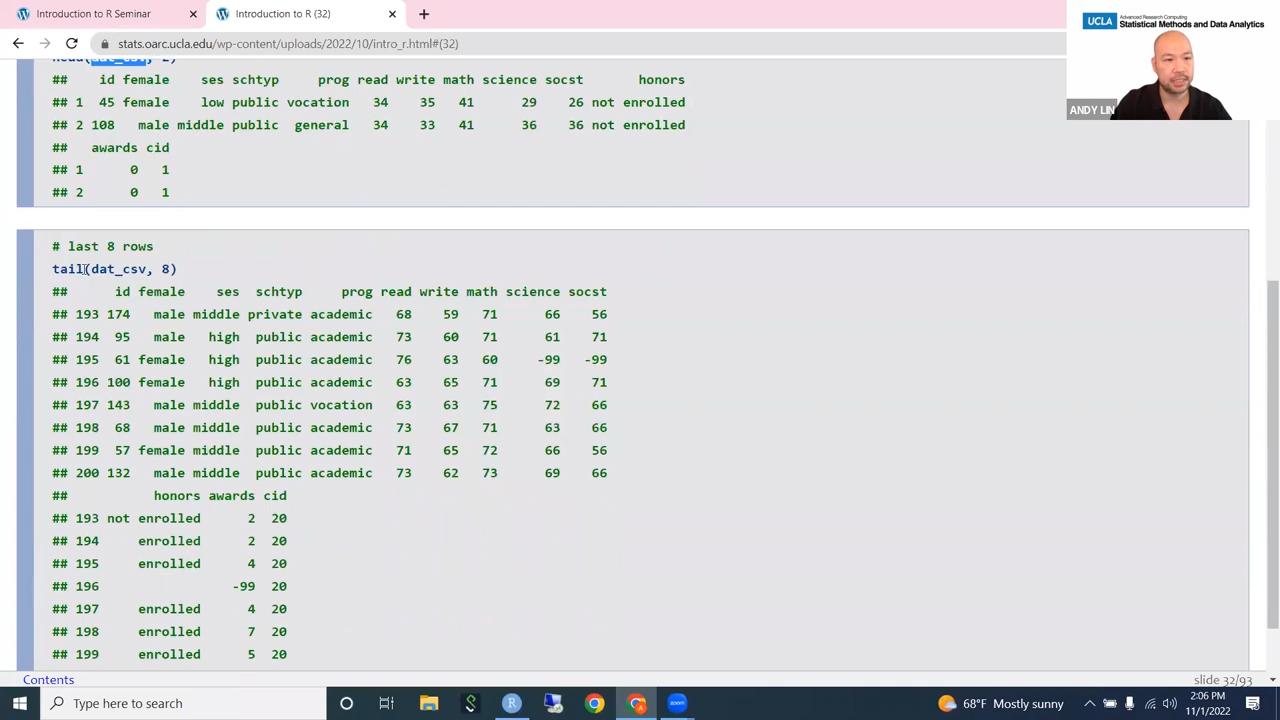 Introduction to R Seminar
Introduction to R (32)
stats.oarc.ucla.edu/wp-content/uploads/2022/10/intro_r.html#(32)
UCLA Advanced Research Computing
Statistical Methods and Data Analytics
ANDY LIN
head(dat_csv, 2)
##    id female    ses schtyp     prog read write math science socst       honors
## 1  45 female    low public vocation   34    35   41      29    26 not enrolled
## 2 108   male middle public  general   34    33   41      36    36 not enrolled
##   awards cid
## 1      0   1
## 2      0   1
# last 8 rows
tail(dat_csv, 8)
##      id female    ses  schtyp     prog read write math science socst
## 193 174   male middle private academic   68    59   71      66    56
## 194  95   male   high  public academic   73    60   71      61    71
## 195  61 female   high  public academic   76    63   60     -99   -99
## 196 100 female   high  public academic   63    65   71      69    71
## 197 143   male middle  public vocation   63    63   75      72    66
## 198  68   male middle  public academic   73    67   71      63    66
## 199  57 female middle  public academic   71    65   72      66    56
## 200 132   male middle  public academic   73    62   73      69    66
##           honors awards cid
## 193 not enrolled      2  20
## 194     enrolled      2  20
## 195     enrolled      4  20
## 196                 -99  20
## 197     enrolled      4  20
## 198     enrolled      7  20
## 199     enrolled      5  20
Contents
slide 32/93
Type here to search
68°F Mostly sunny
2:06 PM
11/1/2022
zoom